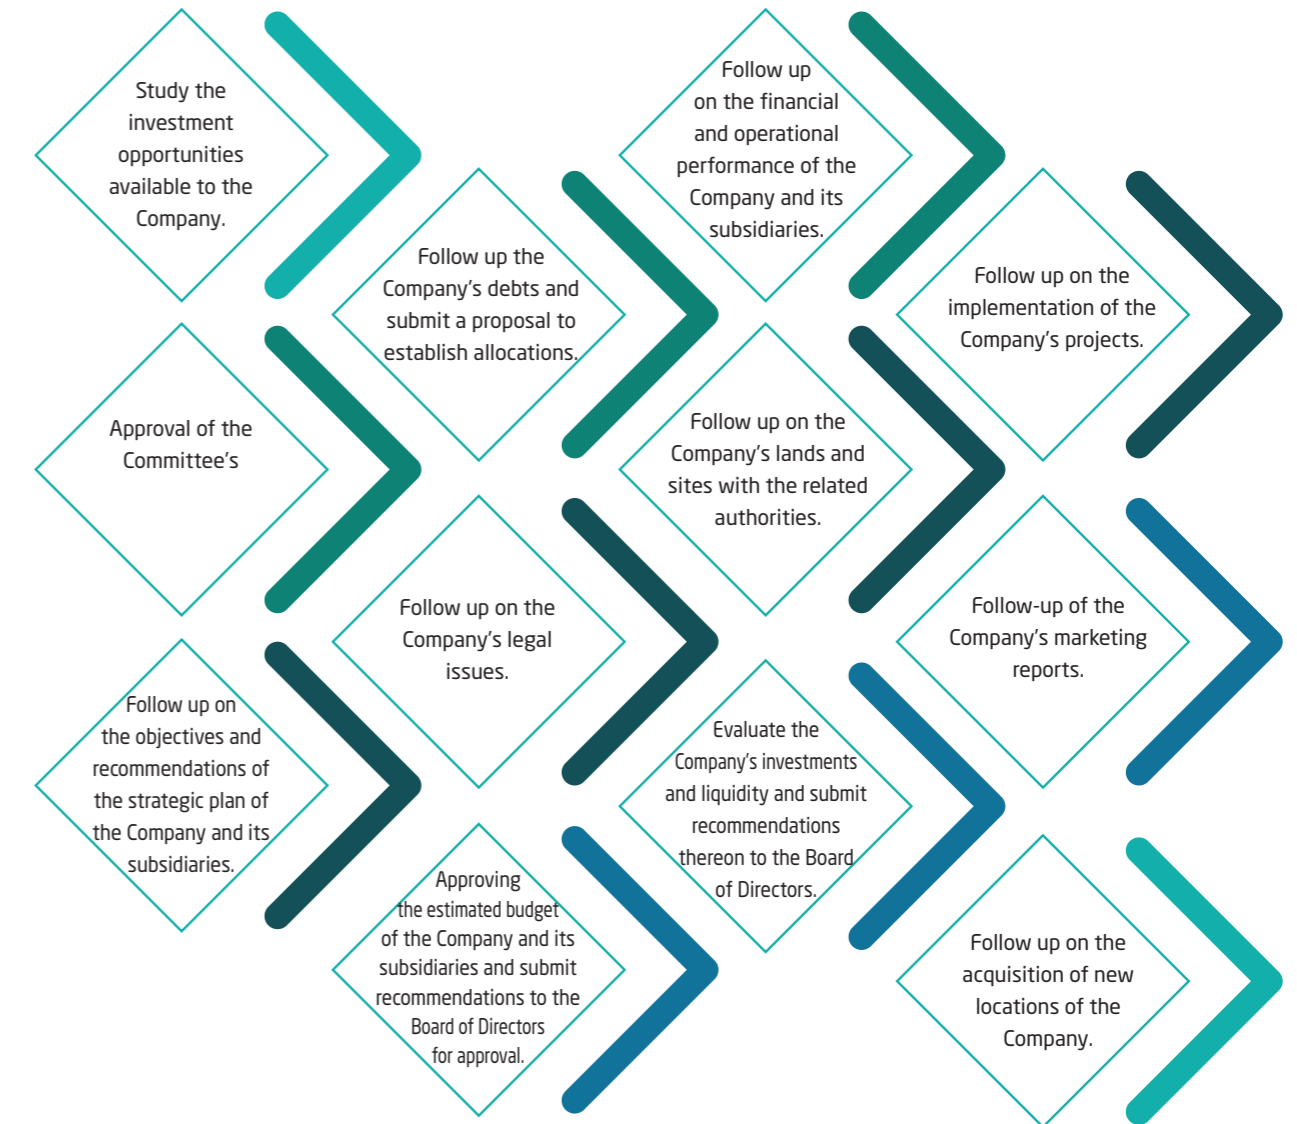 Study the
investment
opportunities
available to the
Company.
Follow up the
Company's debts and
submit a proposal to
establish allocations.
Follow up
on the financial
and operational
performance of the
Company and its
subsidiaries.
Follow up on the
implementation of the
Company's projects.
Approval of the
Committee's
Follow up on the
Company's legal
issues.
Follow up on the
Company's lands and
sites with the related
authorities.
Follow-up of the
Company's marketing
reports.
Follow up on
the objectives and
recommendations of
the strategic plan of
the Company and its
subsidiaries.
Approving
the estimated budget
of the Company and its
subsidiaries and submit
recommendations to the
Board of Directors
for approval.
Evaluate the
Company's investments
and liquidity and submit
recommendations
thereon to the Board
of Directors.
Follow up on the
acquisition of new
locations of the
Company.